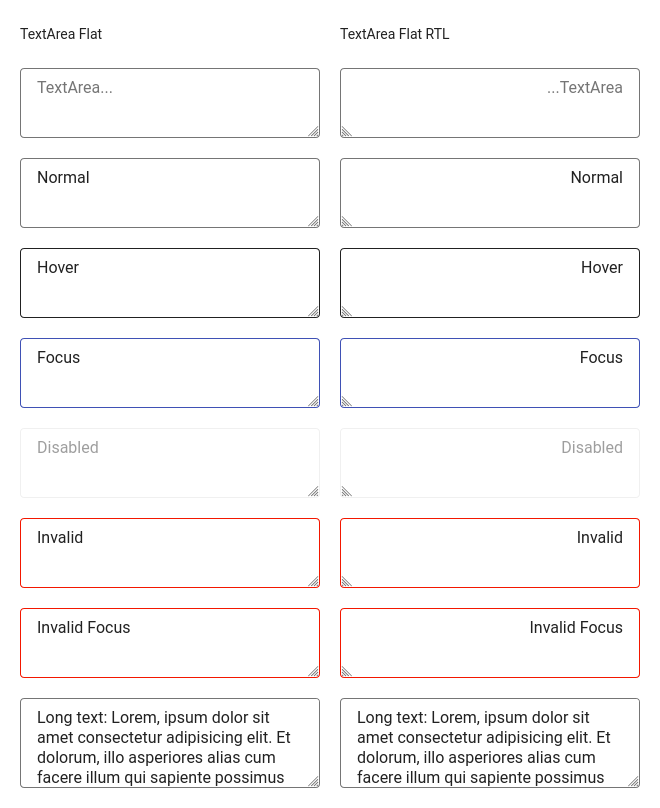 TextArea Flat
TextArea Flat RTL
TextArea...
...TextArea
Normal
Normal
Hover
Hover
Focus
Focus
Disabled
Disabled
Invalid
Invalid
Invalid Focus
Invalid Focus
Long text: Lorem, ipsum dolor sit
amet consectetur adipisicing elit. Et
dolorum, illo asperiores alias cum
facere illum qui sapiente possimus
Long text: Lorem, ipsum dolor sit
amet consectetur adipisicing elit. Et
dolorum, illo asperiores alias cum
facere illum qui sapiente possimus